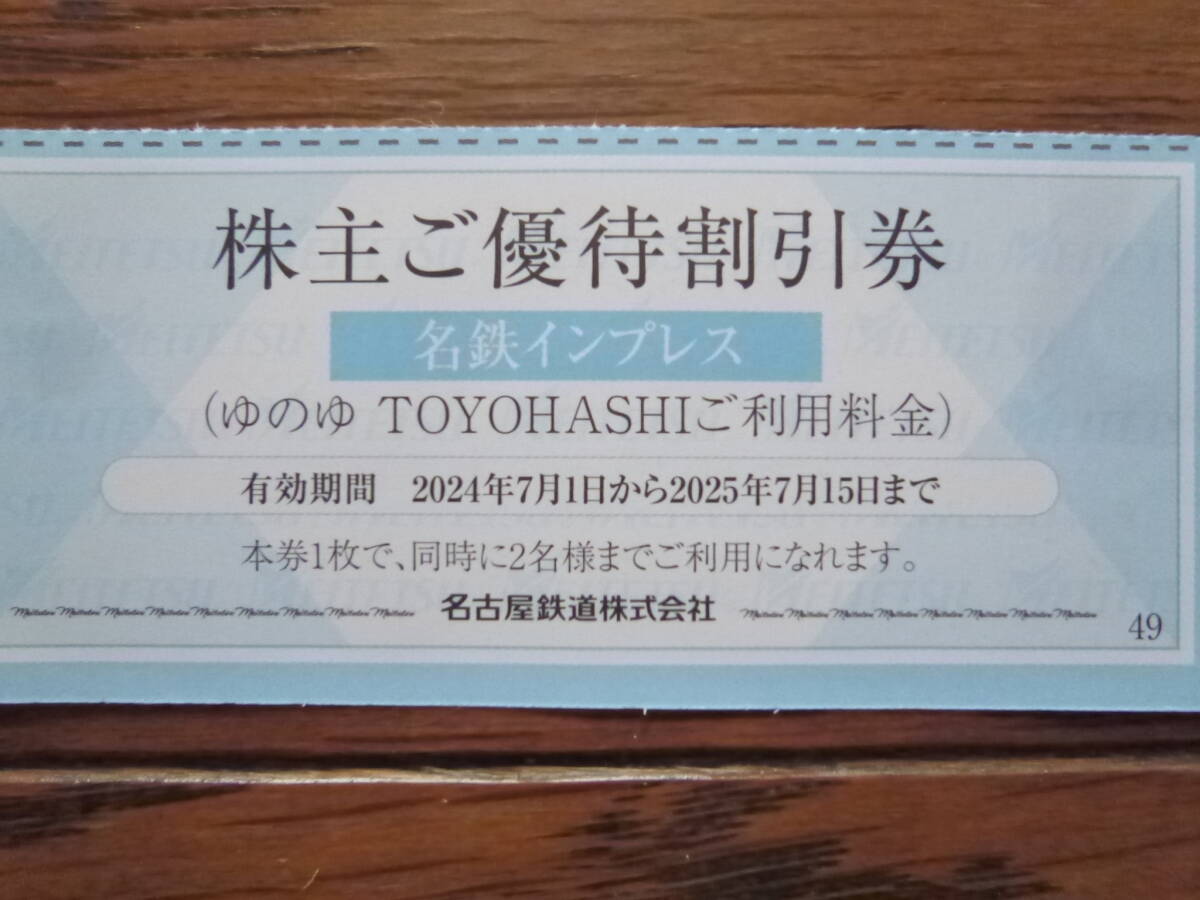 株主ご優待割引券
名鉄インプレス
（ゆのゆ TOYOHASHIご利用料金）
有効期間　2024年7月1日から2025年7月15日まで
本券1枚で、同時に2名様までご利用になれます。
名古屋鉄道株式会社
49